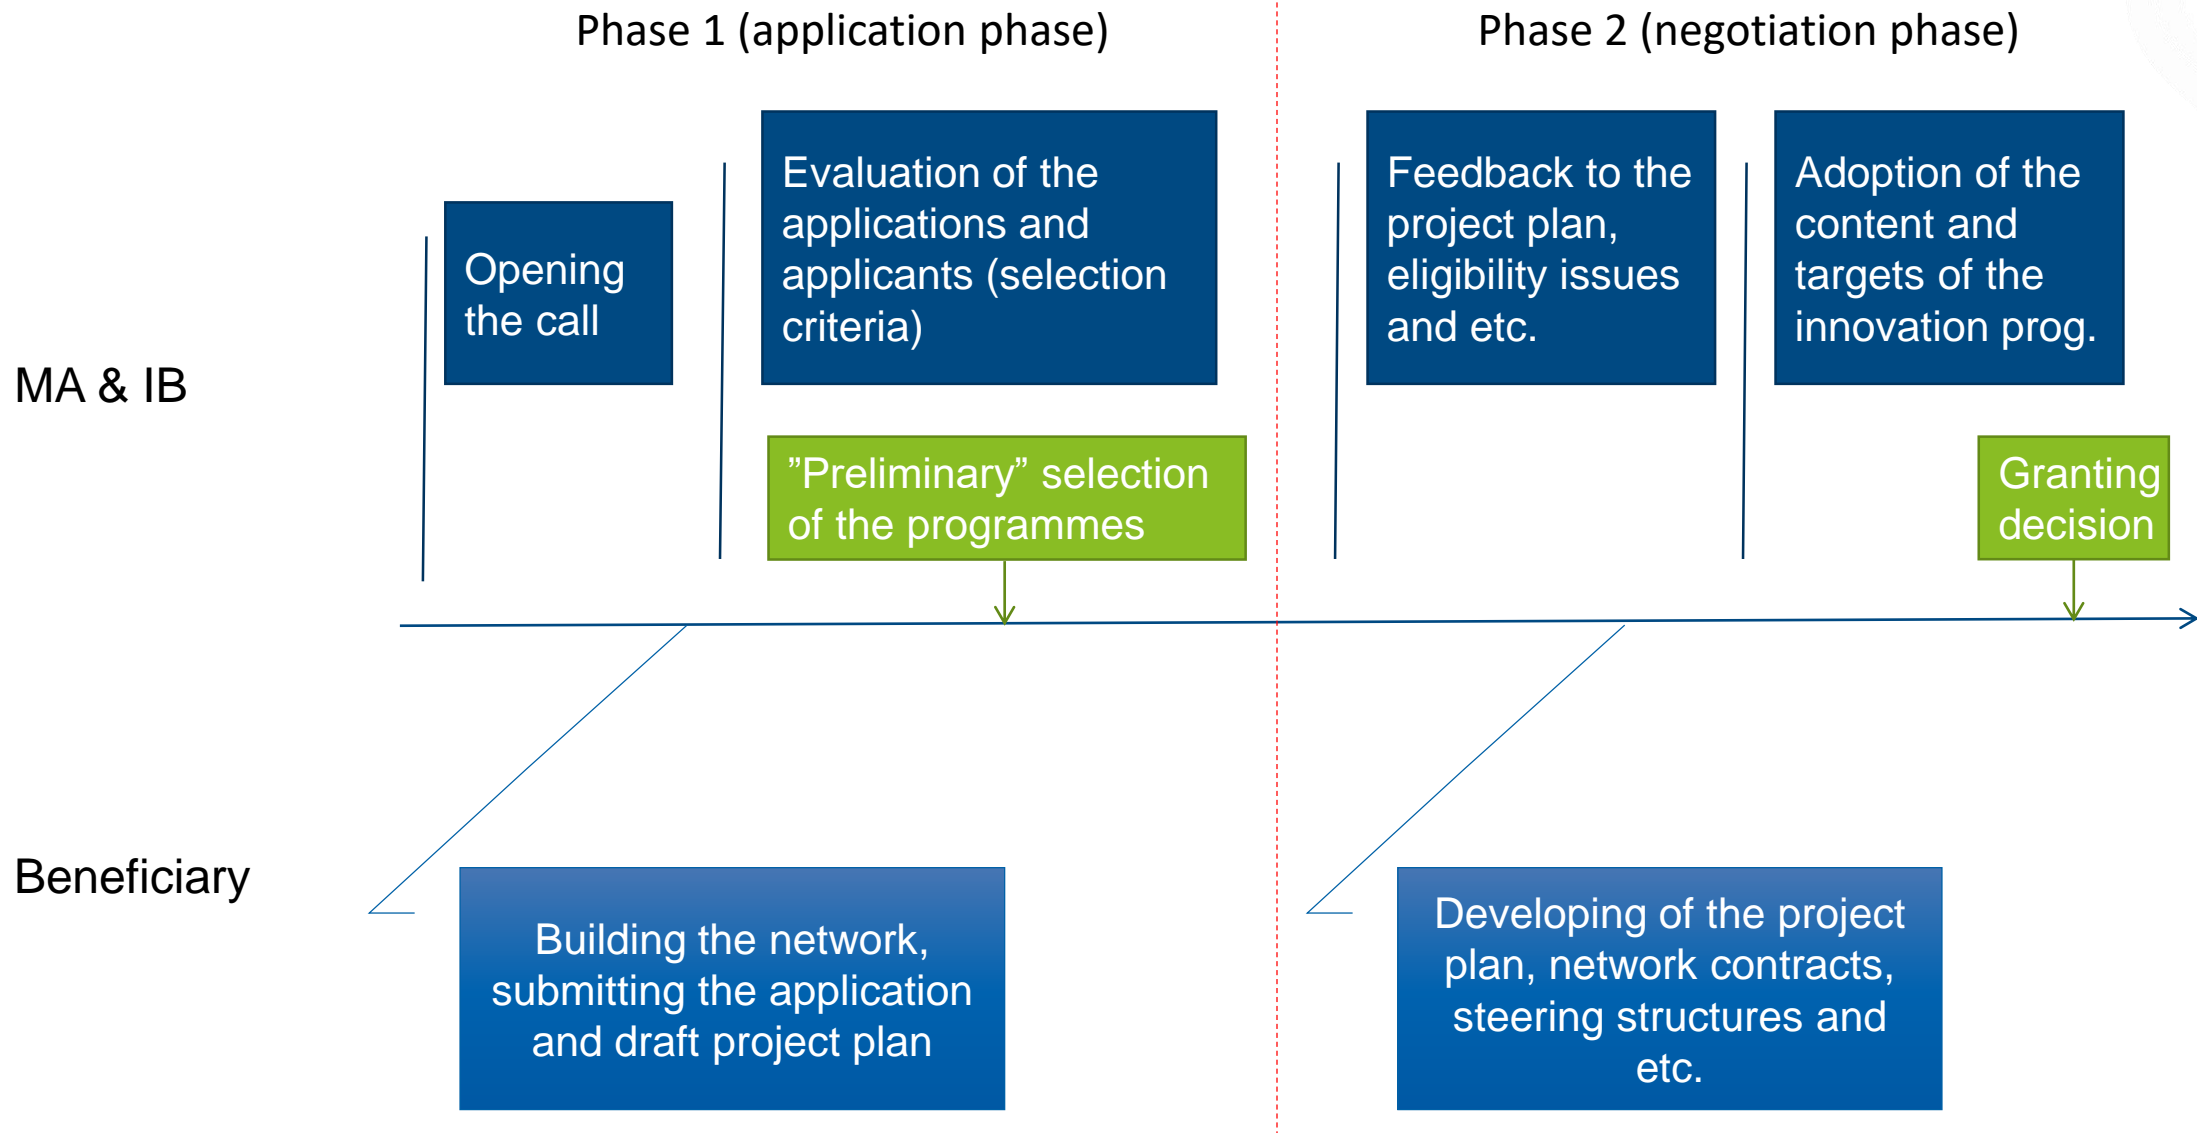 Phase 1 (application phase)
Phase 2 (negotiation phase)
MA & IB
Opening
the call
Evaluation of the
applications and
applicants (selection
criteria)
”Preliminary” selection
of the programmes
Feedback to the
project plan,
eligibility issues
and etc.
Adoption of the
content and
targets of the
innovation prog.
Granting
decision
Beneficiary
Building the network,
submitting the application
and draft project plan
Developing of the project
plan, network contracts,
steering structures and
etc.